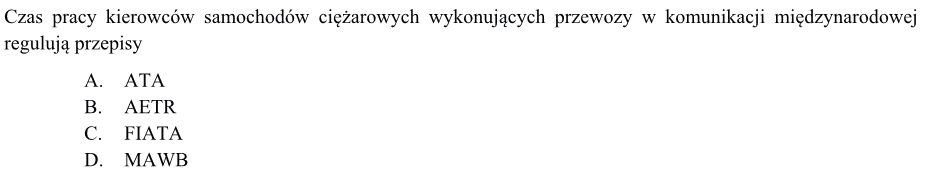 Czas pracy kierowców samochodów ciężarowych wykonujących przewozy w komunikacji międzynarodowej
regulują przepisy
A. ATA
B. AETR
C. FIATA
D. MAWB